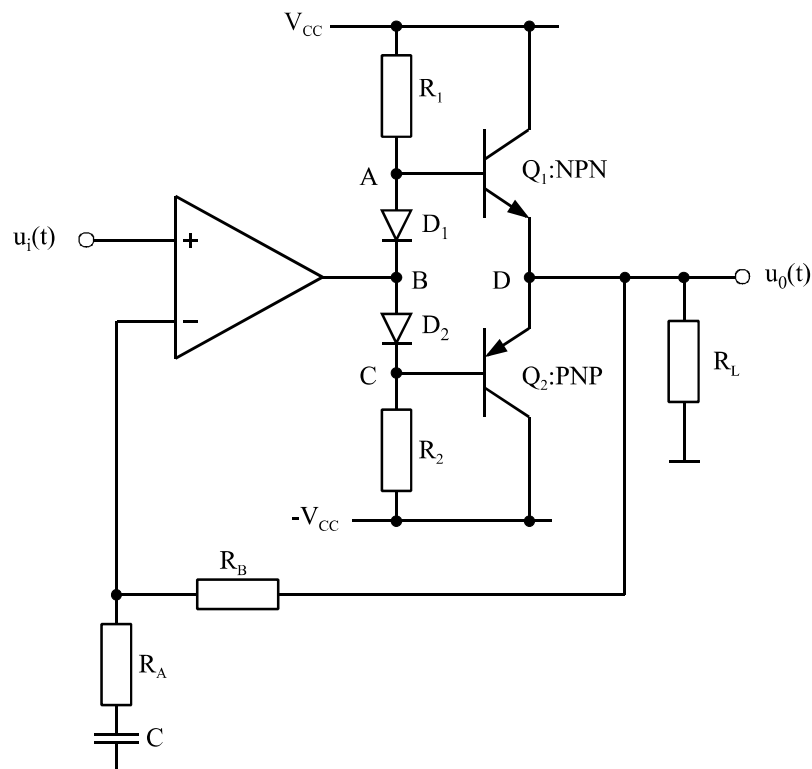 V_CC
R_1
A
Q_1:NPN
u_i(t)
+
D_1
B
D
u_0(t)
−
D_2
C
Q_2:PNP
R_L
R_2
-V_CC
R_B
R_A
C